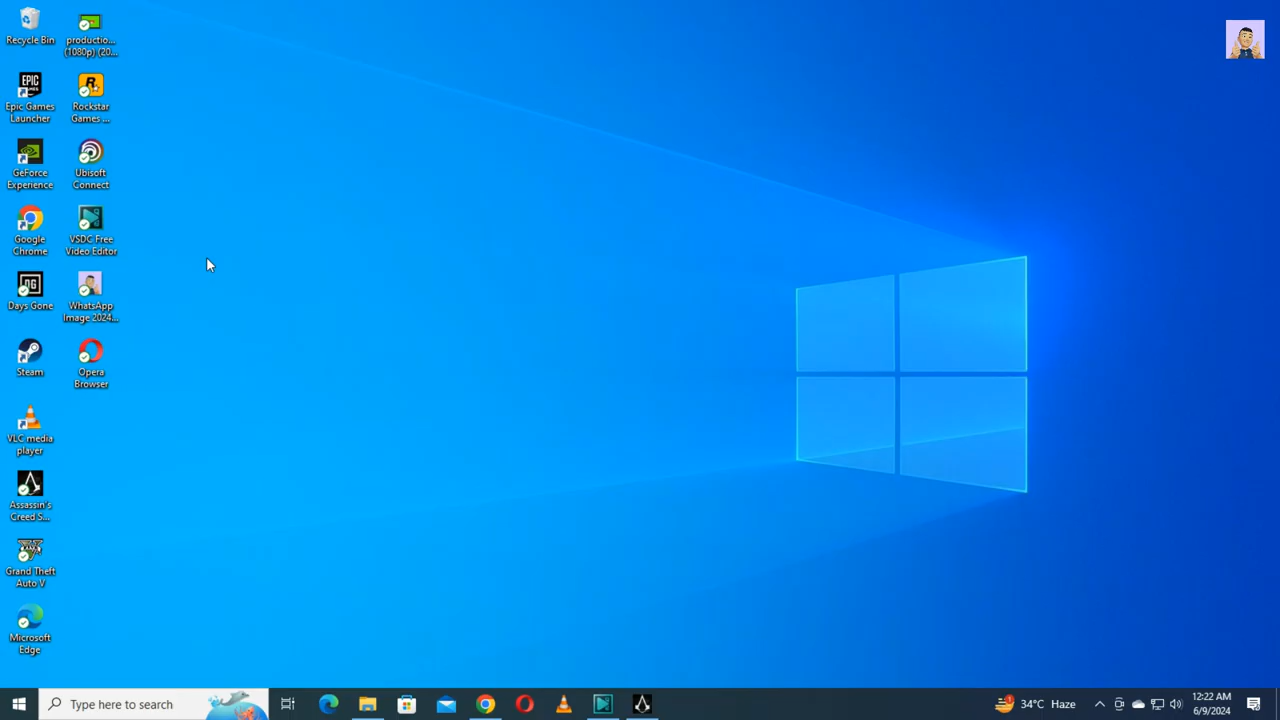 Recycle Bin
productio...
(1080p) (20...
EPIC
GAMES
Epic Games
Launcher
Rockstar
Games ...
GeForce
Experience
Ubisoft
Connect
Google
Chrome
VSDC Free
Video Editor
Days Gone
WhatsApp
Image 2024...
Steam
Opera
Browser
VLC media
player
Assassin's
Creed S...
Grand Theft
Auto V
Microsoft
Edge
Type here to search
34°C Haze
12:22 AM
6/9/2024